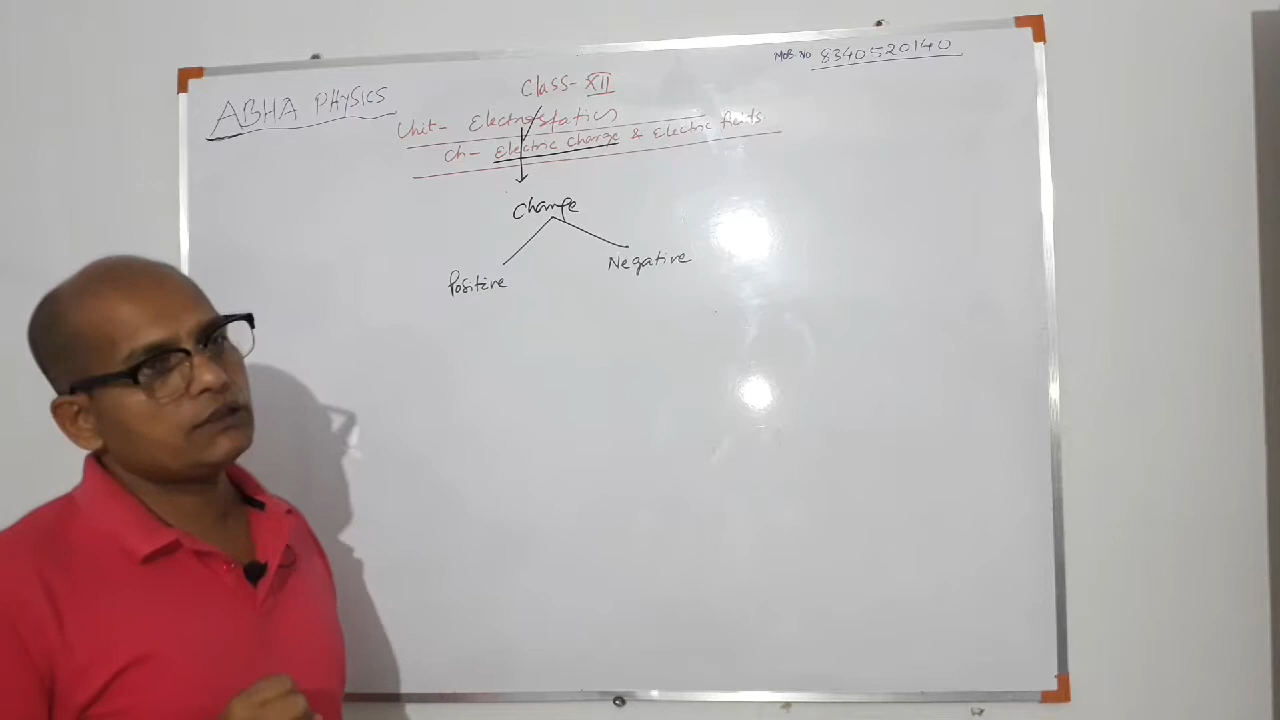 ABHA PHYSICS
MOB. NO 8340520140
Class- XII
Unit- Electrostatics
Ch- Electric charge & Electric fields
Charge
Positive
Negative